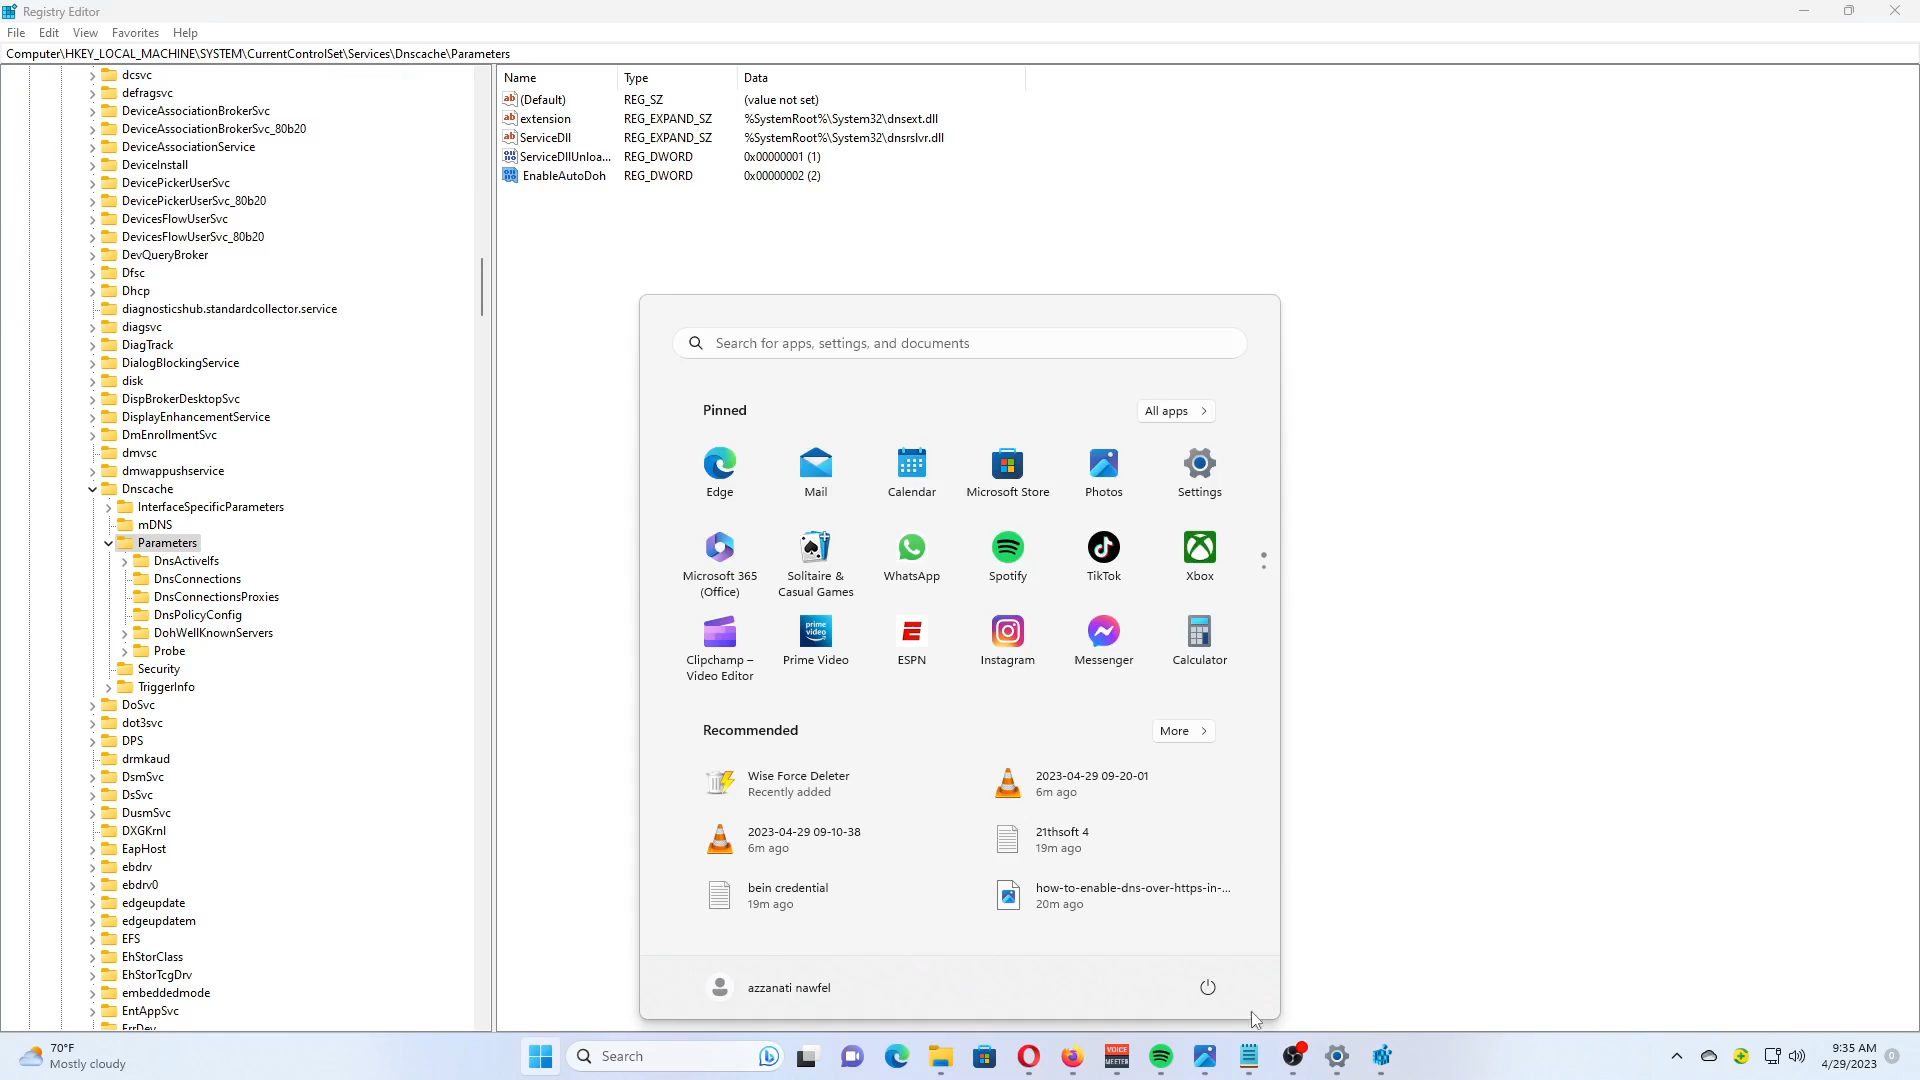 Registry Editor
File Edit View Favorites Help
Computer\HKEY_LOCAL_MACHINE\SYSTEM\CurrentControlSet\Services\Dnscache\Parameters
dcsvc
defragsvc
DeviceAssociationBrokerSvc
DeviceAssociationBrokerSvc_80b20
DeviceAssociationService
DeviceInstall
DevicePickerUserSvc
DevicePickerUserSvc_80b20
DevicesFlowUserSvc
DevicesFlowUserSvc_80b20
DevQueryBroker
Dfsc
Dhcp
diagnosticshub.standardcollector.service
diagsvc
DiagTrack
DialogBlockingService
disk
DispBrokerDesktopSvc
DisplayEnhancementService
DmEnrollmentSvc
dmvsc
dmwappushservice
Dnscache
InterfaceSpecificParameters
mDNS
Parameters
DnsActiveIfs
DnsConnections
DnsConnectionsProxies
DnsPolicyConfig
DohWellKnownServers
Probe
Security
TriggerInfo
DoSvc
dot3svc
DPS
drmkaud
DsmSvc
DsSvc
DusmSvc
DXGKrnl
EapHost
ebdrv
ebdrv0
edgeupdate
edgeupdatem
EFS
EhStorClass
EhStorTcgDrv
embeddedmode
EntAppSvc
ErrDev
Name Type Data
(Default) REG_SZ (value not set)
extension REG_EXPAND_SZ %SystemRoot%\System32\dnsext.dll
ServiceDll REG_EXPAND_SZ %SystemRoot%\System32\dnsrslvr.dll
ServiceDllUnloa... REG_DWORD 0x00000001 (1)
EnableAutoDoh REG_DWORD 0x00000002 (2)
Search for apps, settings, and documents
Pinned All apps
Edge Mail Calendar Microsoft Store Photos Settings
Microsoft 365 (Office) Solitaire & Casual Games WhatsApp Spotify TikTok Xbox
prime video
Clipchamp – Video Editor Prime Video ESPN Instagram Messenger Calculator
Recommended More
Wise Force Deleter
Recently added
2023-04-29 09-20-01
6m ago
2023-04-29 09-10-38
6m ago
21thsoft 4
19m ago
bein credential
19m ago
how-to-enable-dns-over-https-in-...
20m ago
azzanati nawfel
70°F
Mostly cloudy
Search
VOICE MEETER
9:35 AM
4/29/2023
0